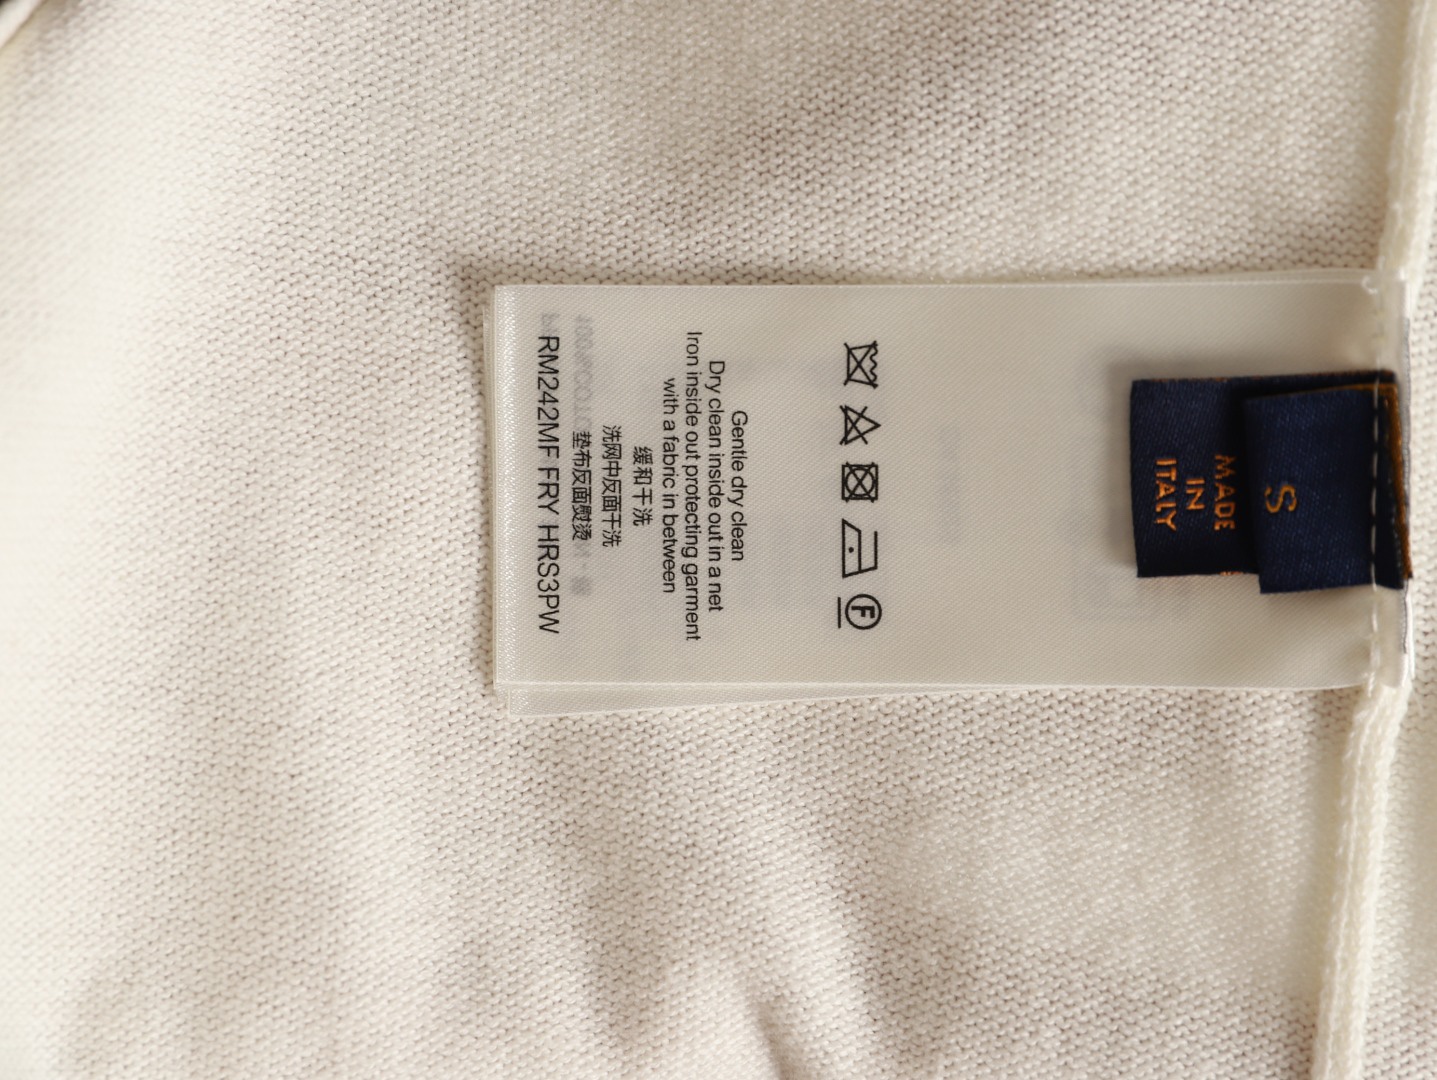 S
MADE
IN
ITALY
F
Gentle dry clean
Dry clean inside out in a net
Iron inside out protecting garment
with a fabric in between
缓和干洗
洗网中反面干洗
垫布反面熨烫
RM242MF FRY HRS3PW